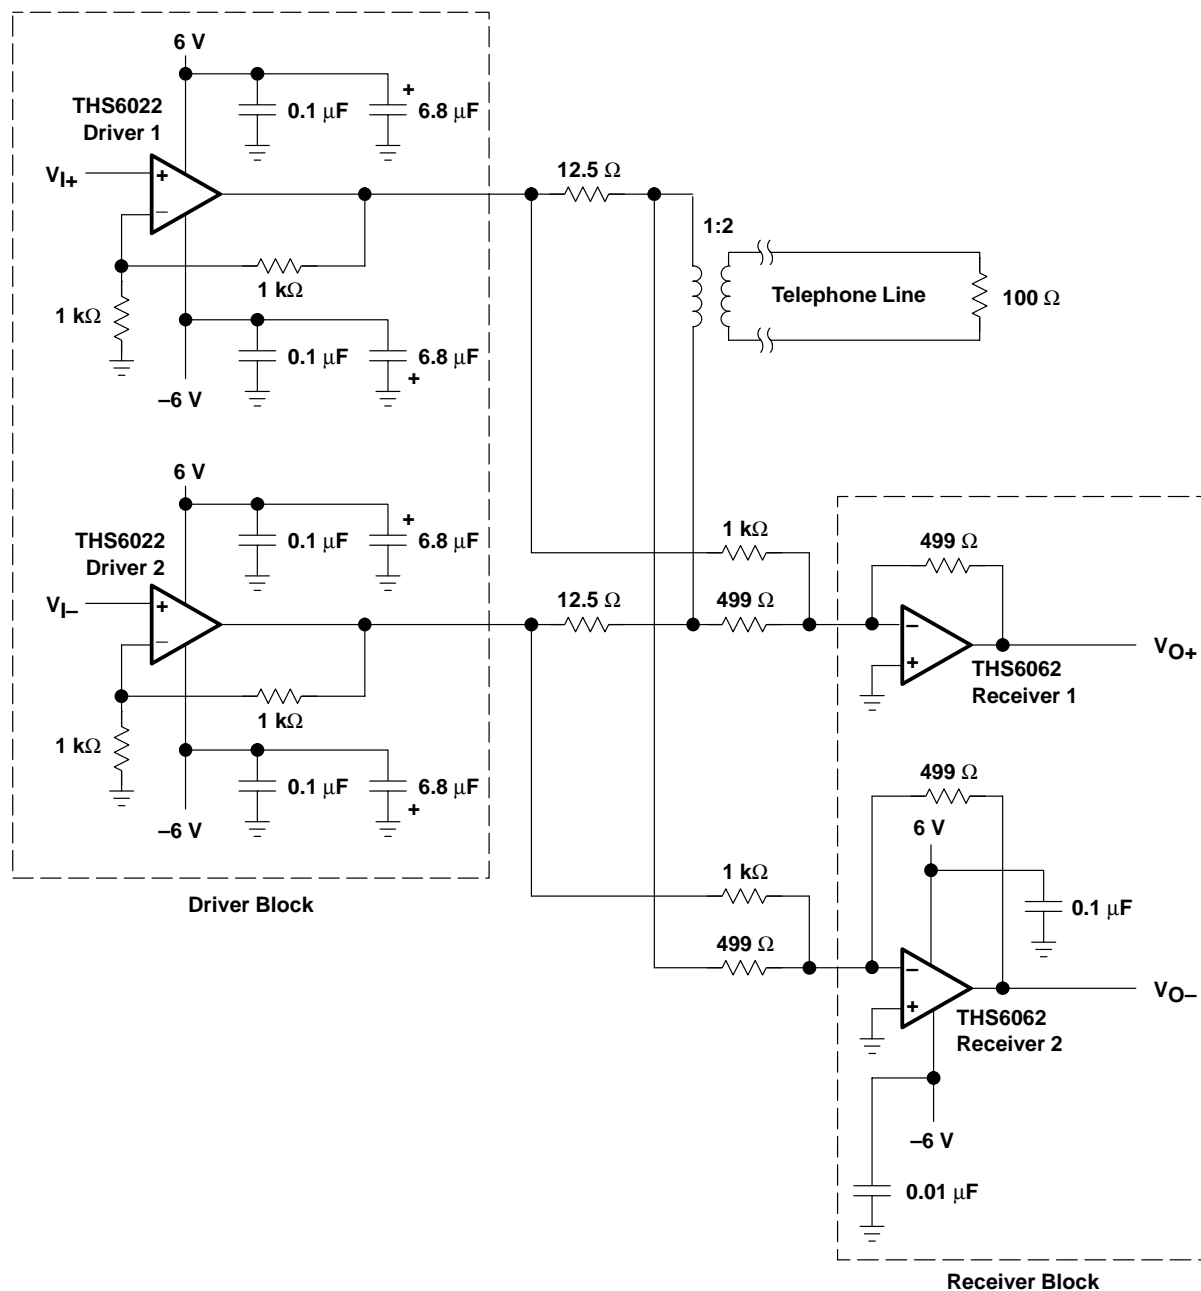 6 V
THS6022
Driver 1
0.1 μF
+
6.8 μF
VI+
+
–
12.5 Ω
1:2
1 kΩ
1 kΩ
Telephone Line
100 Ω
0.1 μF
6.8 μF
+
–6 V
6 V
THS6022
Driver 2
0.1 μF
+
6.8 μF
VI–
+
–
12.5 Ω
1 kΩ
499 Ω
499 Ω
–
+
THS6062
Receiver 1
VO+
1 kΩ
1 kΩ
0.1 μF
6.8 μF
+
–6 V
Driver Block
499 Ω
6 V
1 kΩ
0.1 μF
499 Ω
–
+
THS6062
Receiver 2
VO–
–6 V
0.01 μF
Receiver Block